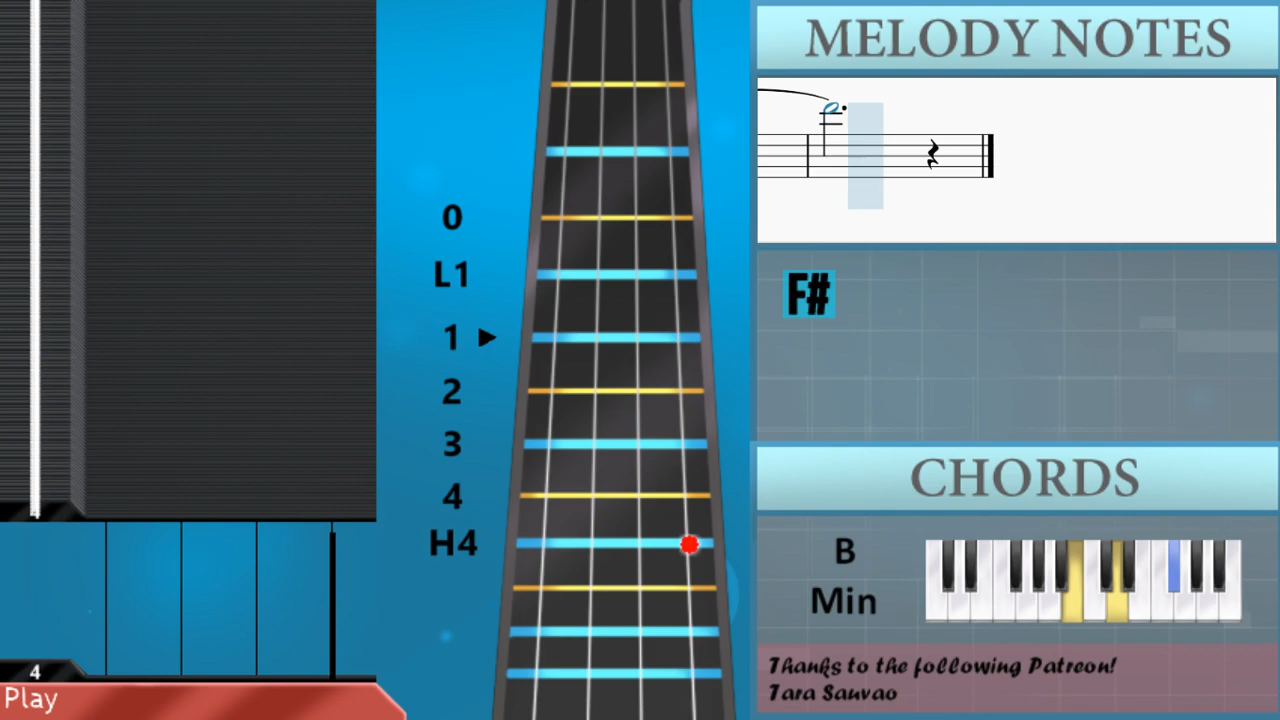 MELODY NOTES
0
L1
1
2
3
4
H4
F#
CHORDS
B
Min
4
Play
Thanks to the following Patreon!
Tara Sauvao